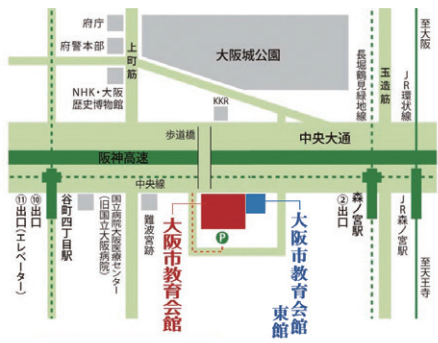 府庁
府警本部
NHK・大阪
歴史博物館
上町筋
大阪城公園
KKR
長堀鶴見緑地線
玉造筋
JR環状線
至大阪
歩道橋
中央大通
阪神高速
中央線
⑪出口(エレベーター)
⑩出口
谷町四丁目駅
国立病院大阪医療センター
(旧国立大阪病院)
難波宮跡
大阪市教育会館
P
大阪市教育会館
東館
②出口
森ノ宮駅
JR森ノ宮駅
至天王寺